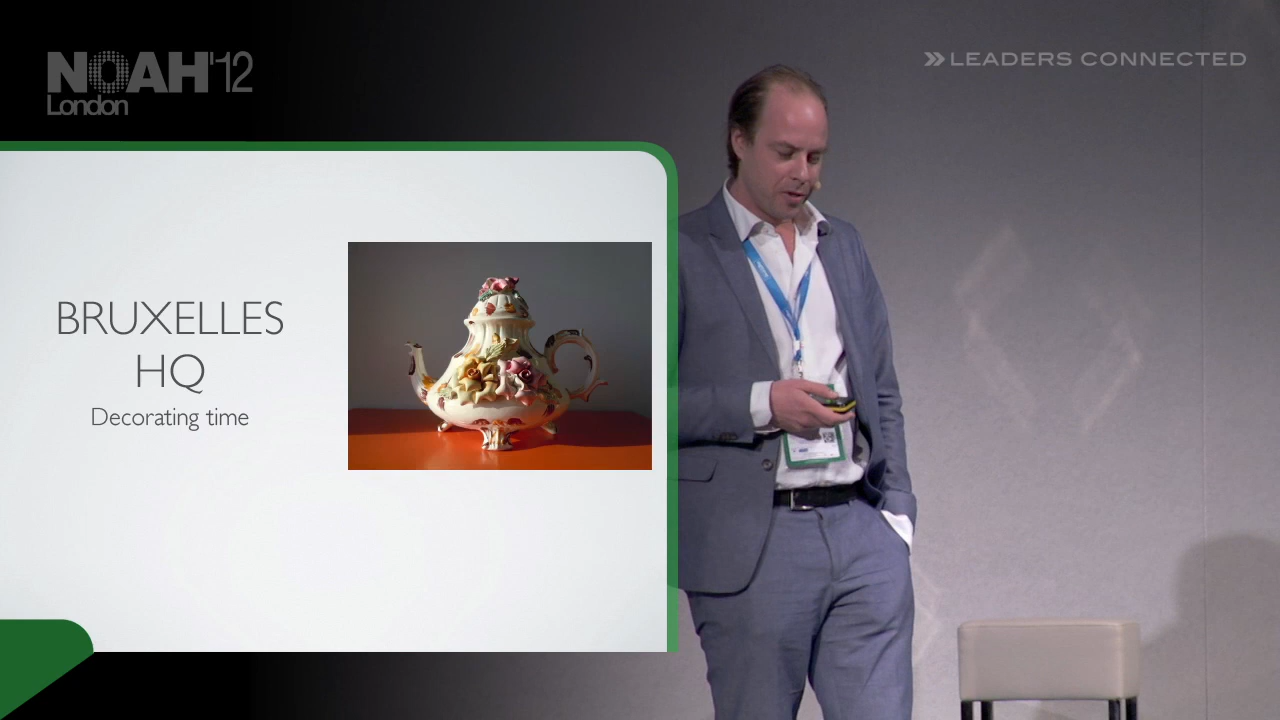 NOAH'12
London
LEADERS CONNECTED
BRUXELLES
HQ
Decorating time